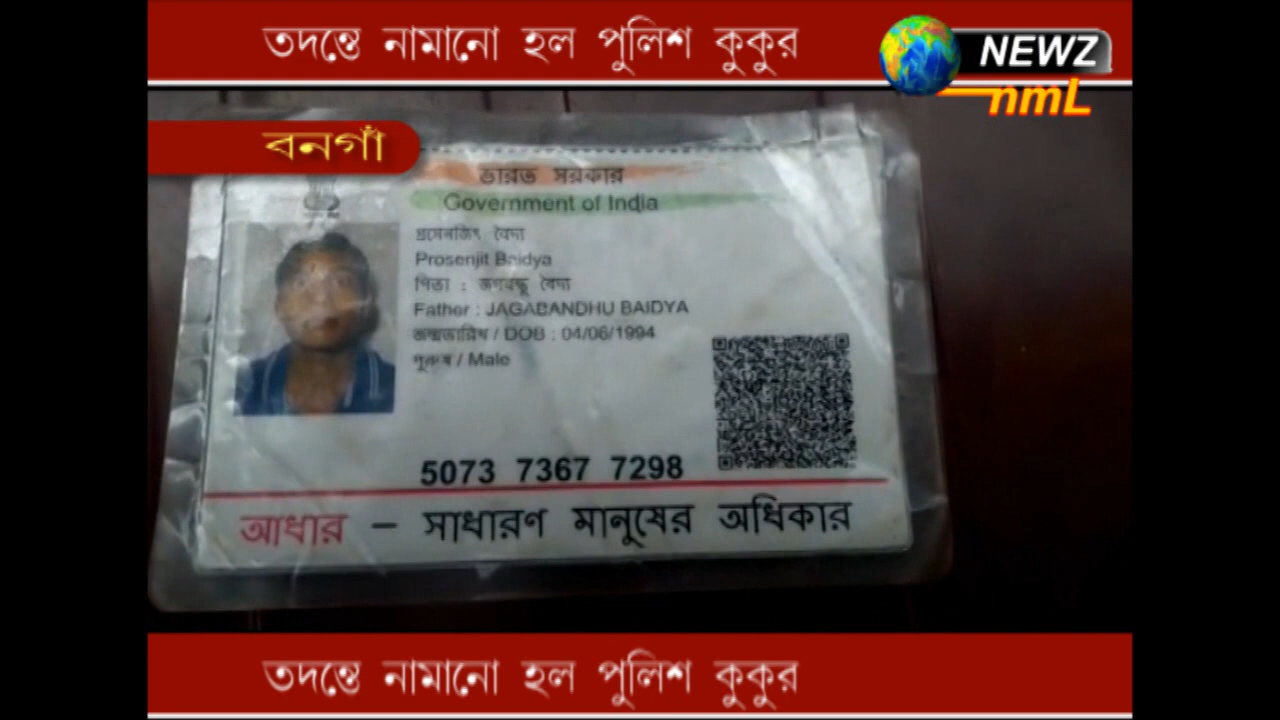 তদন্তে নামানো হল পুলিশ কুকুর
NEWZ
nmL
বনগাঁ
ভারত সরকার
Government of India
প্রসেনজিৎ বৈদ্য
Prosenjit Baidya
পিতা : জগবন্ধু বৈদ্য
Father : JAGABANDHU BAIDYA
জন্মতারিখ / DOB : 04/06/1994
পুরুষ / Male
5073 7367 7298
আধার – সাধারণ মানুষের অধিকার
তদন্তে নামানো হল পুলিশ কুকুর